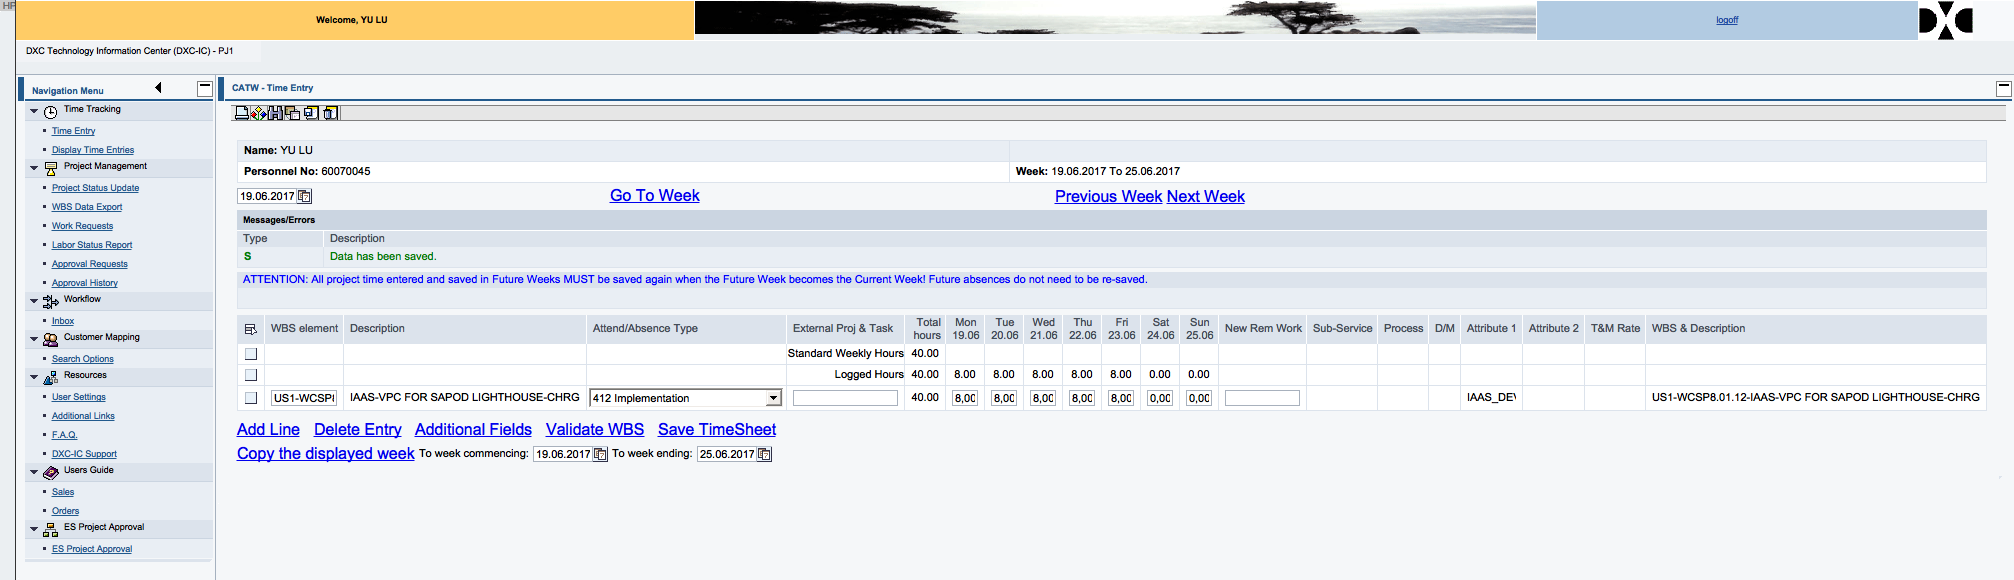 HP
Welcome, YU LU
logoff
DXC
DXC Technology Information Center (DXC-IC) - PJ1
Navigation Menu
Time Tracking
Time Entry
Display Time Entries
Project Management
Project Status Update
WBS Data Export
Work Requests
Labor Status Report
Approval Requests
Approval History
Workflow
Inbox
Customer Mapping
Search Options
Resources
User Settings
Additional Links
F.A.Q.
DXC-IC Support
Users Guide
Sales
Orders
ES Project Approval
ES Project Approval
CATW - Time Entry
Name: YU LU
Personnel No: 60070045 Week: 19.06.2017 To 25.06.2017
19.06.2017 Go To Week Previous Week Next Week
Messages/Errors
Type Description
S Data has been saved.
ATTENTION: All project time entered and saved in Future Weeks MUST be saved again when the Future Week becomes the Current Week! Future absences do not need to be re-saved.
WBS element Description Attend/Absence Type External Proj & Task Total hours Mon 19.06 Tue 20.06 Wed 21.06 Thu 22.06 Fri 23.06 Sat 24.06 Sun 25.06 New Rem Work Sub-Service Process D/M Attribute 1 Attribute 2 T&M Rate WBS & Description
Standard Weekly Hours 40.00
Logged Hours 40.00 8.00 8.00 8.00 8.00 8.00 0.00 0.00
US1-WCSP IAAS-VPC FOR SAPOD LIGHTHOUSE-CHRG 412 Implementation 40.00 8,00 8,00 8,00 8,00 8,00 0,00 0,00 IAAS_DEV US1-WCSP8.01.12-IAAS-VPC FOR SAPOD LIGHTHOUSE-CHRG
Add Line Delete Entry Additional Fields Validate WBS Save TimeSheet
Copy the displayed week To week commencing: 19.06.2017 To week ending: 25.06.2017